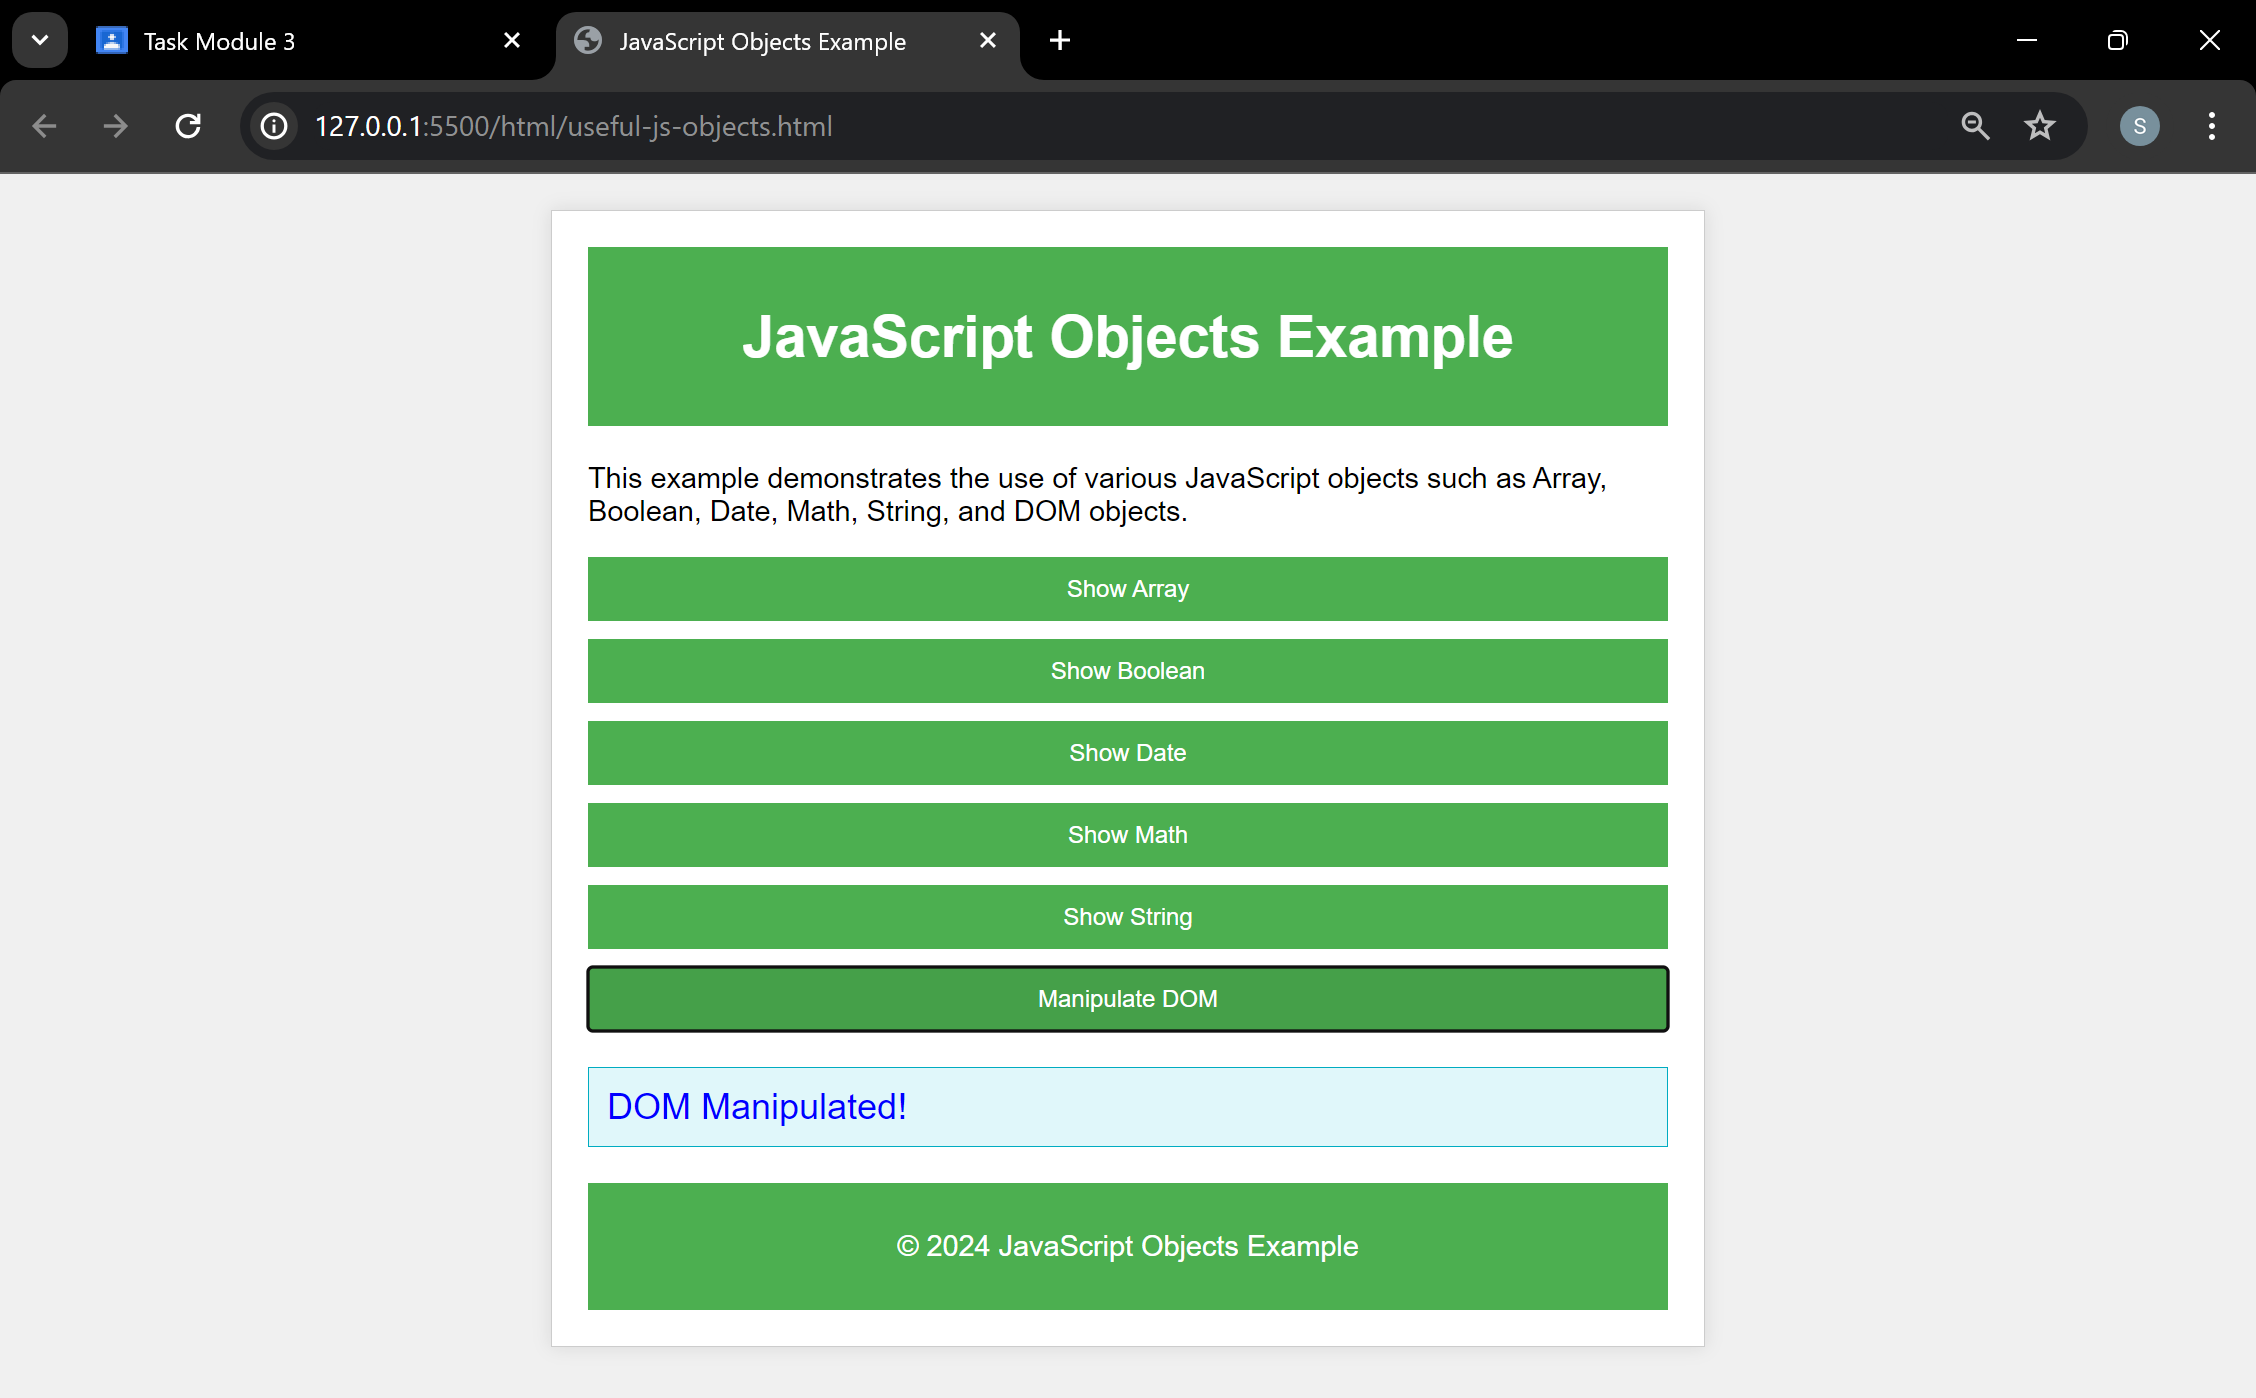 Task Module 3
JavaScript Objects Example
127.0.0.1:5500/html/useful-js-objects.html
S
JavaScript Objects Example
This example demonstrates the use of various JavaScript objects such as Array,
Boolean, Date, Math, String, and DOM objects.
Show Array
Show Boolean
Show Date
Show Math
Show String
Manipulate DOM
DOM Manipulated!
© 2024 JavaScript Objects Example